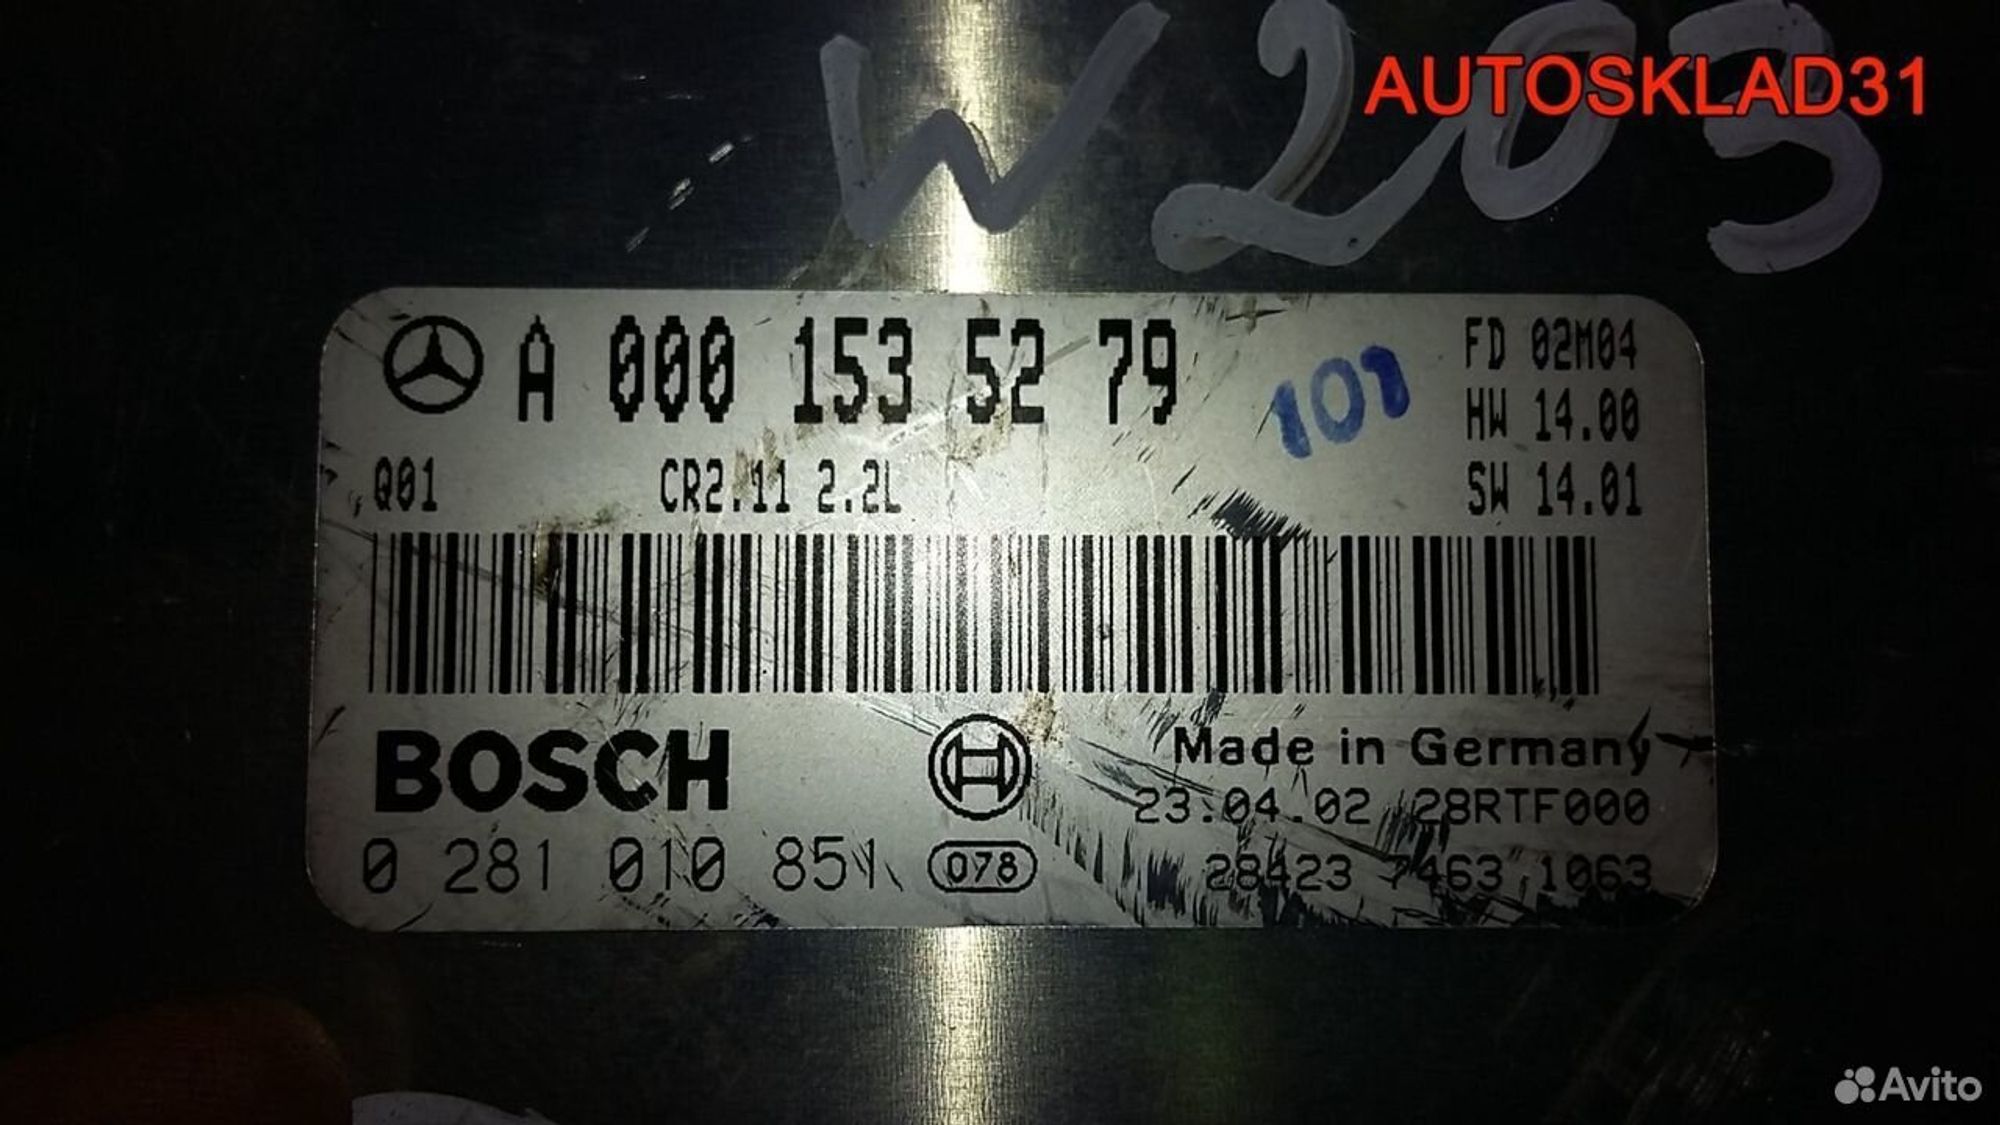 W203
AUTOSKLAD31
A 000 153 52 79
101
FD 02M04
HW 14.00
Q01 CR2.11 2.2L
SW 14.01
BOSCH
Made in Germany
23.04.02 28RTF000
0 281 010 851
078
28423 7463 1063
Avito